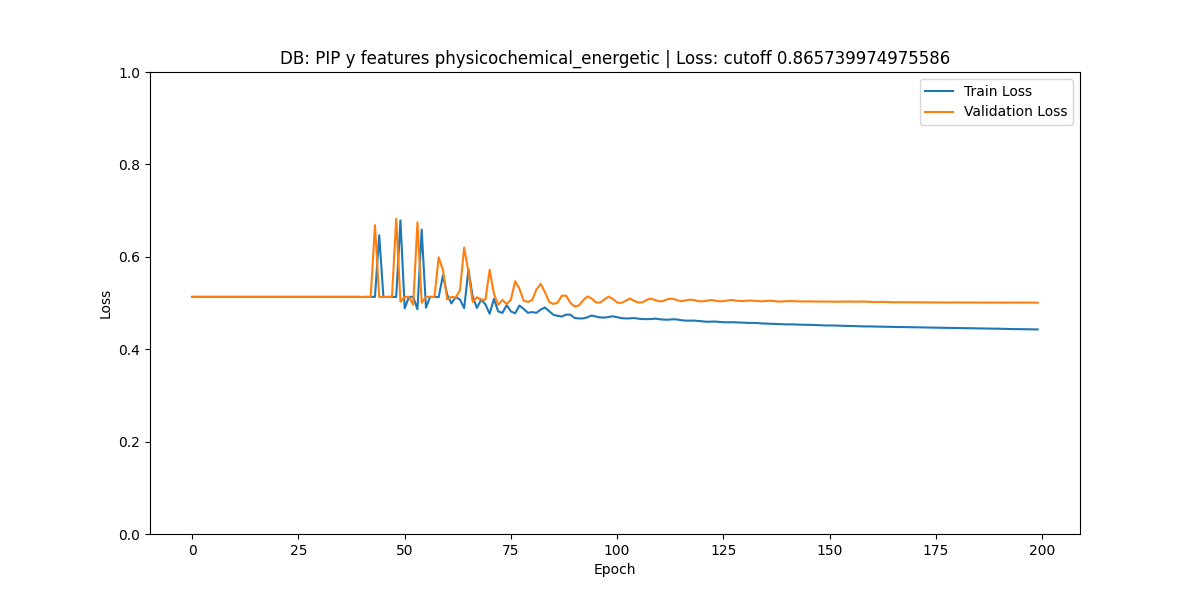 DB: PIP y features physicochemical_energetic | Loss: cutoff 0.865739974975586
Train Loss
Validation Loss
Loss
1.0
0.8
0.6
0.4
0.2
0.0
0 25 50 75 100 125 150 175 200
Epoch